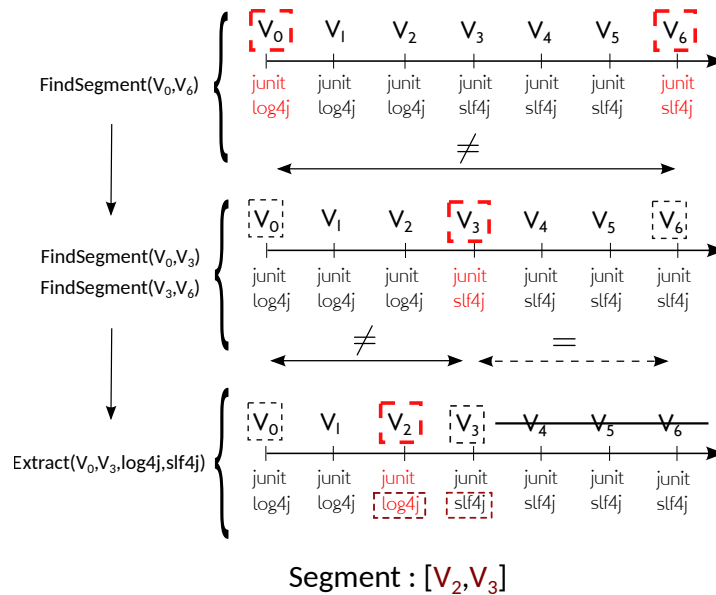 V0 V1 V2 V3 V4 V5 V6
FindSegment(V0,V6)
junit junit junit junit junit junit junit
log4j log4j log4j slf4j slf4j slf4j slf4j
≠
V0 V1 V2 V3 V4 V5 V6
FindSegment(V0,V3)
FindSegment(V3,V6)
junit junit junit junit junit junit junit
log4j log4j log4j slf4j slf4j slf4j slf4j
≠ =
V0 V1 V2 V3 V4 V5 V6
Extract(V0,V3,log4j,slf4j)
junit junit junit junit junit junit junit
log4j log4j log4j slf4j slf4j slf4j slf4j
Segment : [V2,V3]